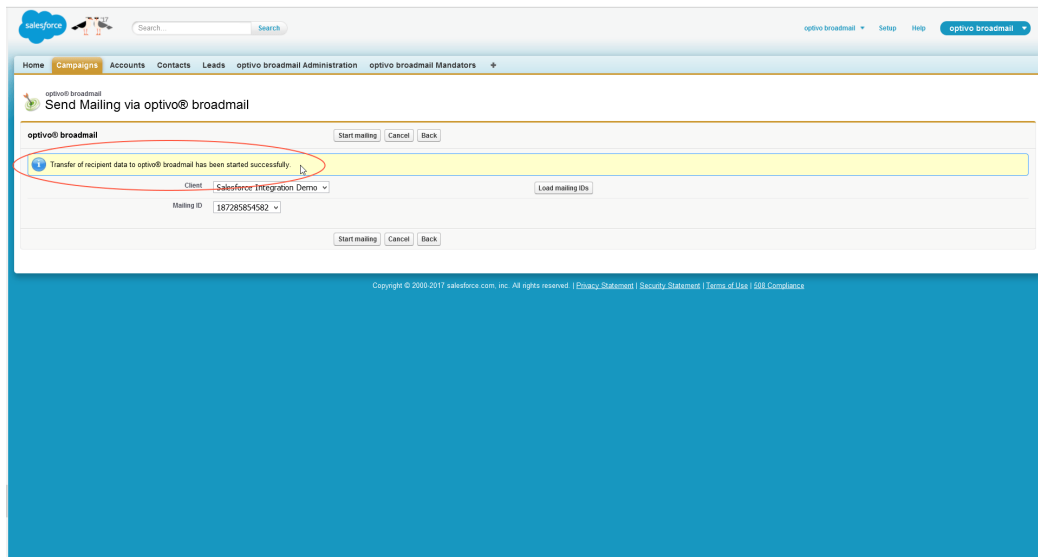 salesforce '17 Search... Search optivo broadmail Setup Help optivo broadmail
Home Campaigns Accounts Contacts Leads optivo broadmail Administration optivo broadmail Mandators +
optivo® broadmail
Send Mailing via optivo® broadmail
optivo® broadmail Start mailing Cancel Back
Transfer of recipient data to optivo® broadmail has been started successfully.
Client Salesforce Integration Demo Load mailing IDs
Mailing ID 187285854582
Start mailing Cancel Back
Copyright © 2000-2017 salesforce.com, inc. All rights reserved. | Privacy Statement | Security Statement | Terms of Use | 508 Compliance